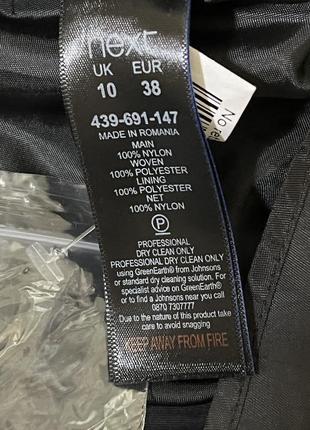 next
UK EUR
10 38
439-691-147
MADE IN ROMANIA
MAIN
100% NYLON
WOVEN
100% POLYESTER
LINING
100% POLYESTER
NET
100% NYLON
P
PROFESSIONAL
DRY CLEAN ONLY
PROFESSIONAL
DRY CLEAN ONLY
using GreenEarth® from Johnsons
or standard dry cleaning solution. For
specialist advice on GreenEarth®
or to find a Johnsons near you call
0870 7307777
Due to the nature of this product take
care to avoid snagging
KEEP AWAY FROM FIRE